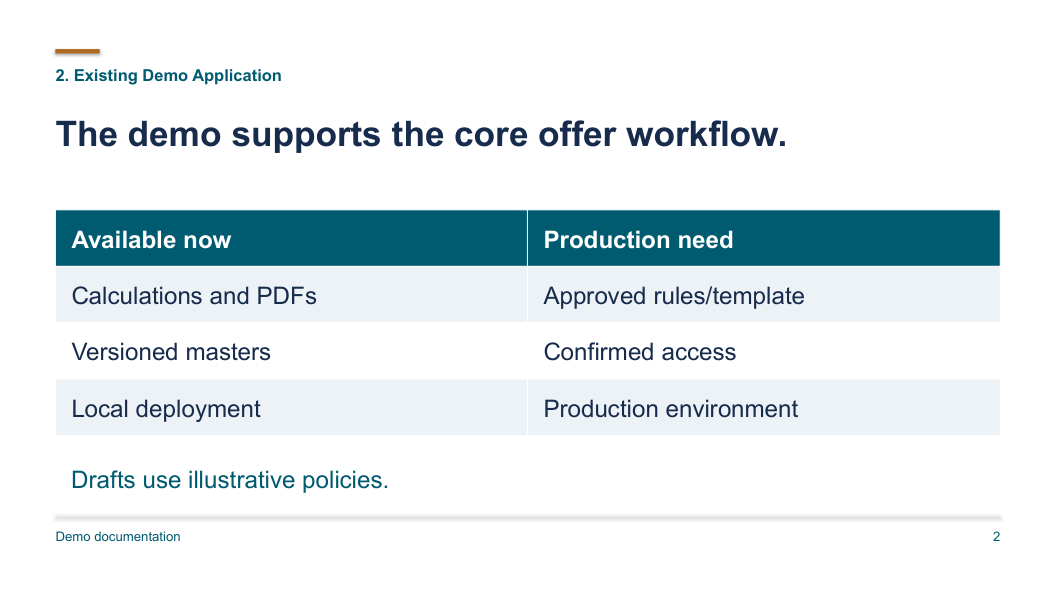 2. Existing Demo Application
The demo supports the core offer workflow.
Available now
Production need
Calculations and PDFs
Approved rules/template
Versioned masters
Confirmed access
Local deployment
Production environment
Drafts use illustrative policies.
Demo documentation
2